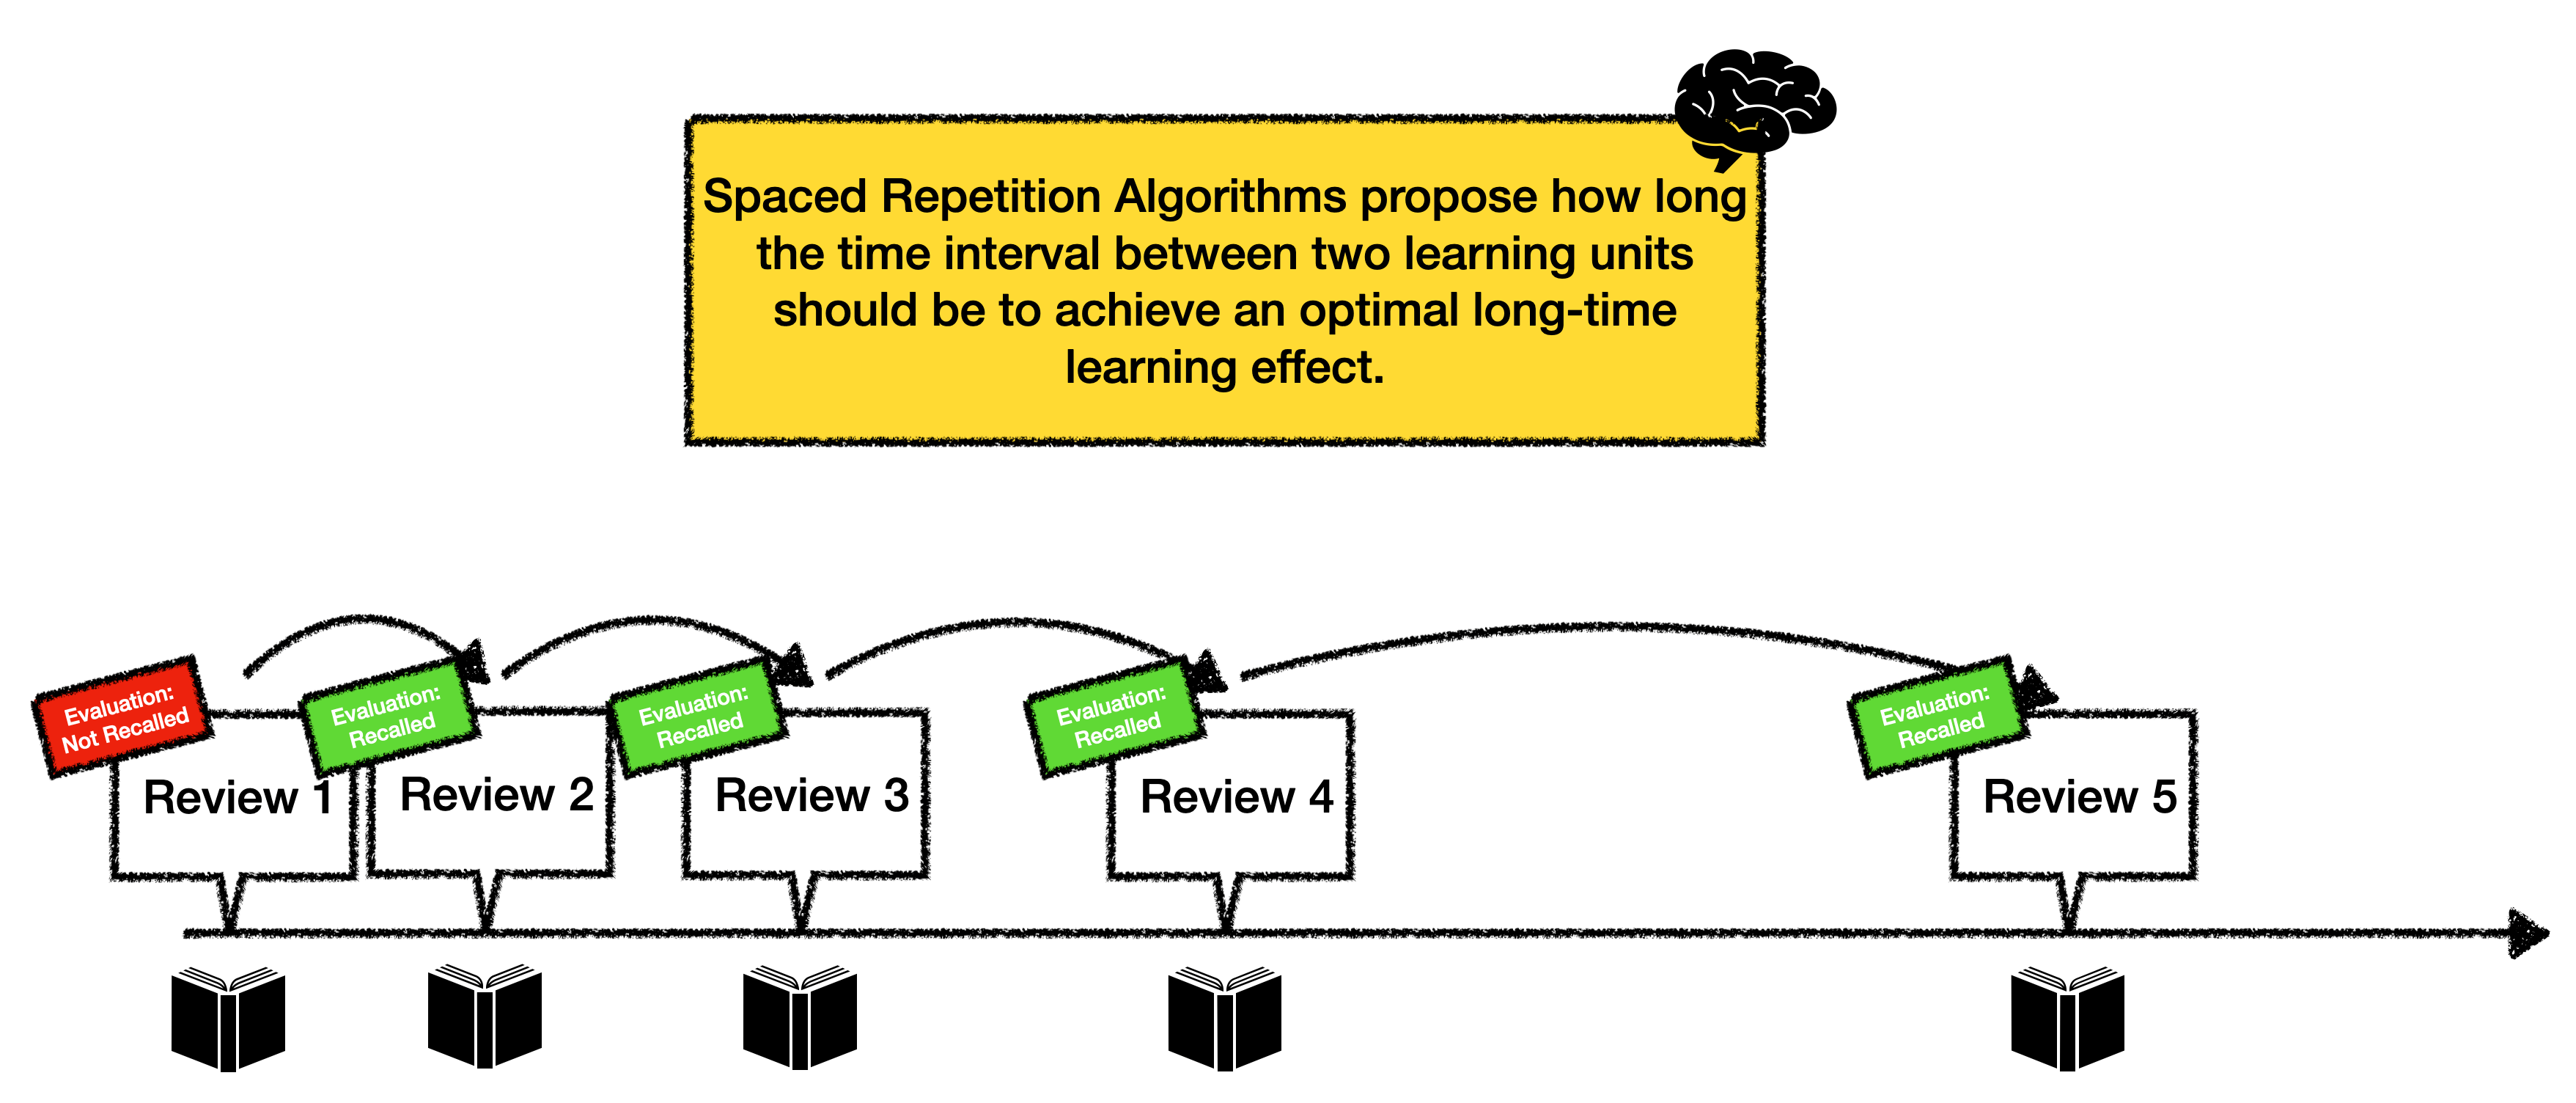 Spaced Repetition Algorithms propose how long
the time interval between two learning units
should be to achieve an optimal long-time
learning effect.
Evaluation:
Not Recalled
Review 1
Evaluation:
Recalled
Review 2
Evaluation:
Recalled
Review 3
Evaluation:
Recalled
Review 4
Evaluation:
Recalled
Review 5